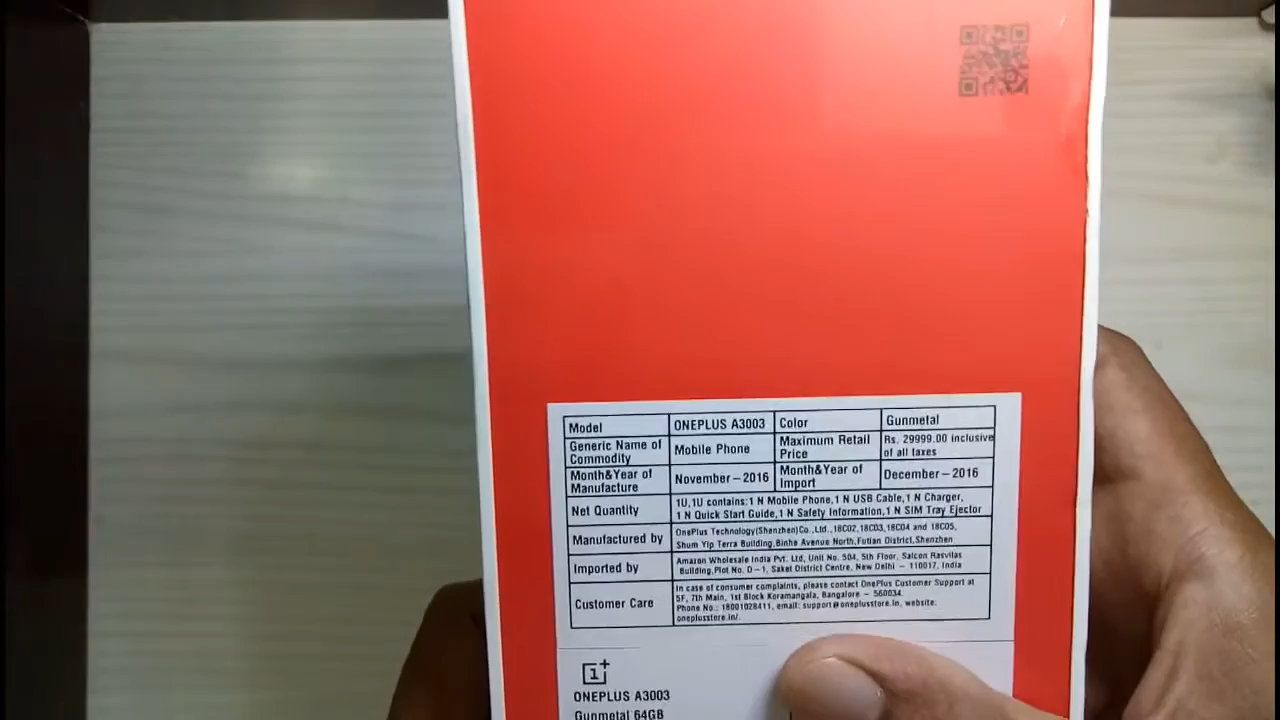 Model ONEPLUS A3003 Color Gunmetal
Generic Name of Commodity Mobile Phone Maximum Retail Price Rs. 29999.00 inclusive of all taxes
Month&Year of Manufacture November-2016 Month&Year of Import December-2016
Net Quantity 1U,1U contains:1 N Mobile Phone,1 N USB Cable,1 N Charger,
1 N Quick Start Guide,1 N Safety Information,1 N SIM Tray Ejector
Manufactured by OnePlus Technology(Shenzhen)Co.,Ltd.,18C02,18C03,18C04 and 18C05,
Shum Yip Terra Building,Binhe Avenue North,Futian District,Shenzhen
Imported by Amazon Wholesale India Pvt. Ltd, Unit No. 504, 5th Floor, Salcon Rasvilas
Building,Plot No. D-1, Saket District Centre, New Delhi - 110017, India
Customer Care In case of consumer complaints, please contact OnePlus Customer Support at
5F, 7th Main, 1st Block Koramangala, Bangalore - 560034.
Phone No.: 18001028411, email: support@oneplusstore.in, website:
oneplusstore.in/.
1+
ONEPLUS A3003
Gunmetal 64GB